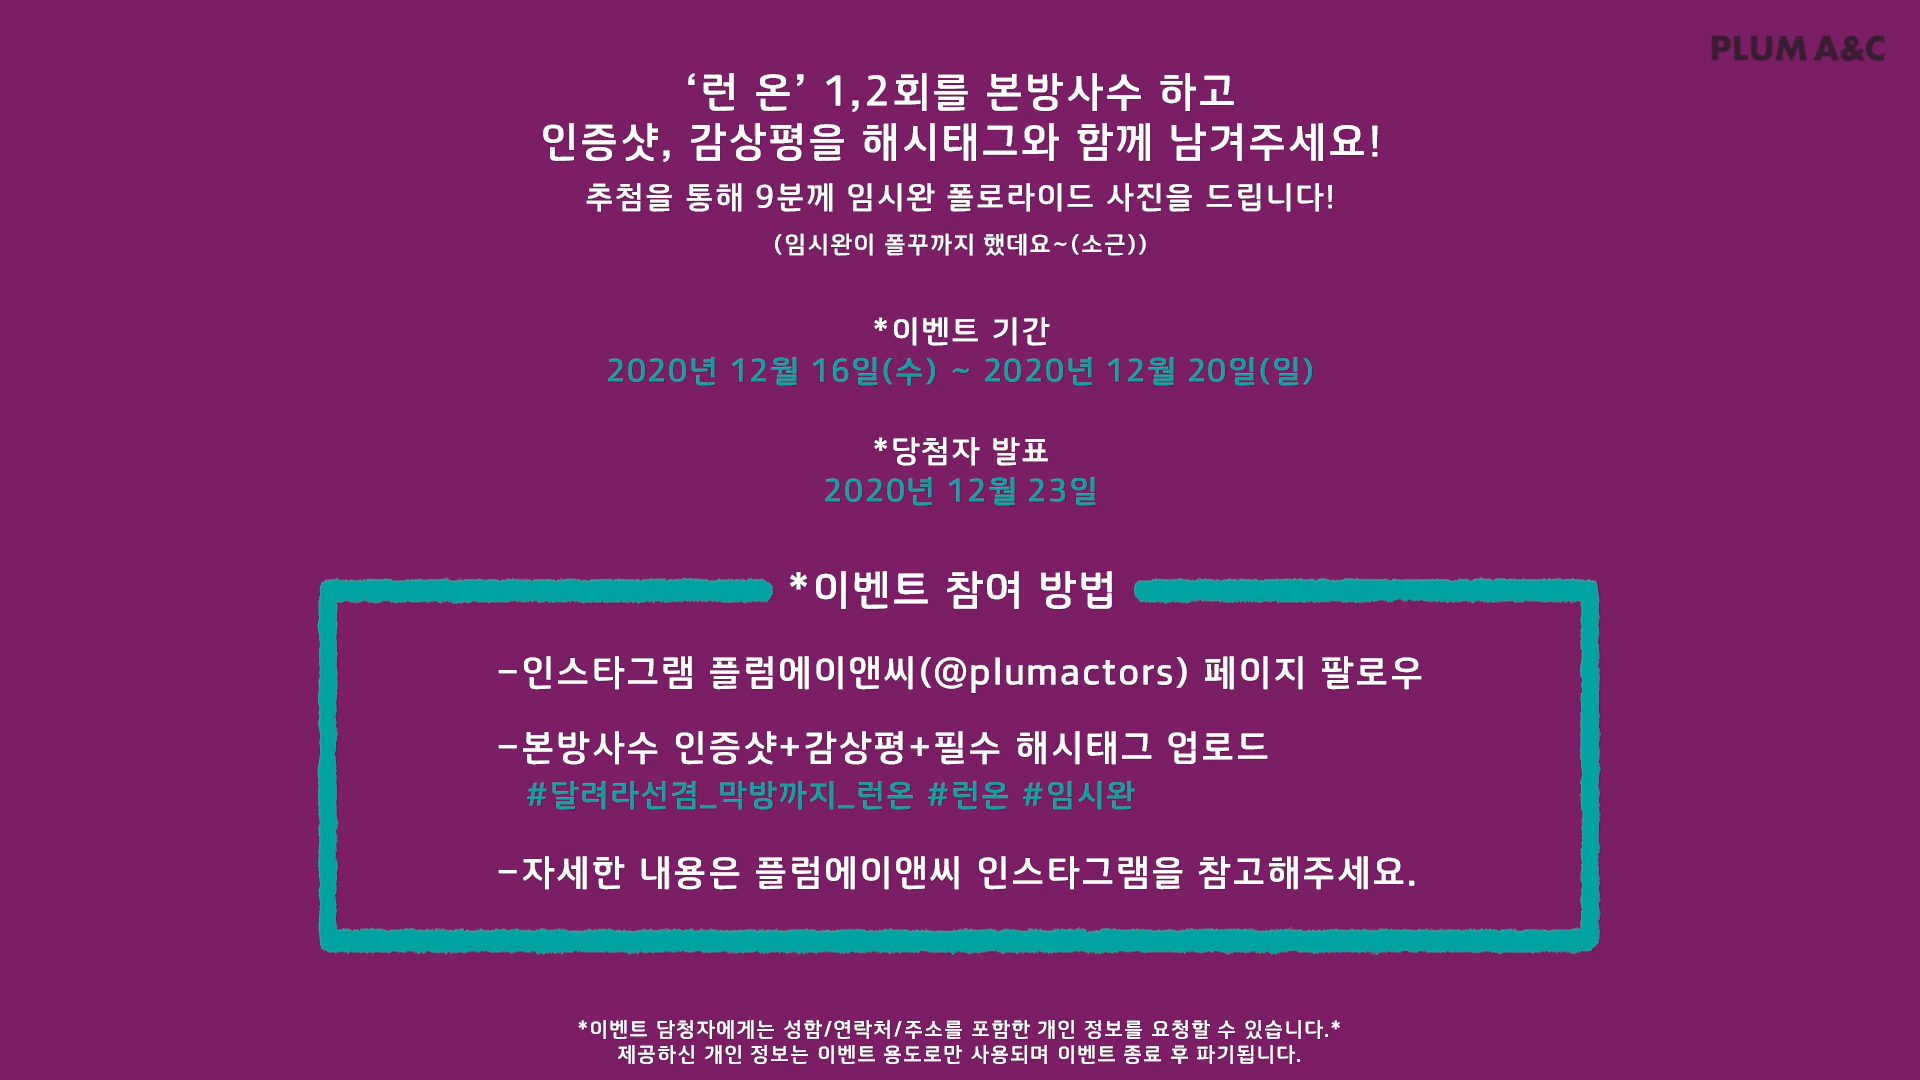 PLUM A&C
‘런 온’ 1,2회를 본방사수 하고
인증샷, 감상평을 해시태그와 함께 남겨주세요!
추첨을 통해 9분께 임시완 폴로라이드 사진을 드립니다!
(임시완이 폴꾸까지 했데요~(소근))
*이벤트 기간
2020년 12월 16일(수) ~ 2020년 12월 20일(일)
*당첨자 발표
2020년 12월 23일
*이벤트 참여 방법
-인스타그램 플럼에이앤씨(@plumactors) 페이지 팔로우
-본방사수 인증샷+감상평+필수 해시태그 업로드
#달려라선겸_막방까지_런온 #런온 #임시완
-자세한 내용은 플럼에이앤씨 인스타그램을 참고해주세요.
*이벤트 담청자에게는 성함/연락처/주소를 포함한 개인 정보를 요청할 수 있습니다.*
제공하신 개인 정보는 이벤트 용도로만 사용되며 이벤트 종료 후 파기됩니다.